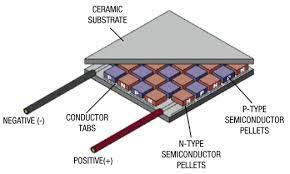 CERAMIC
SUBSTRATE
P-TYPE
SEMICONDUCTOR
PELLETS
NEGATIVE (-)
CONDUCTOR
TABS
N-TYPE
SEMICONDUCTOR
PELLETS
POSITIVE(+)